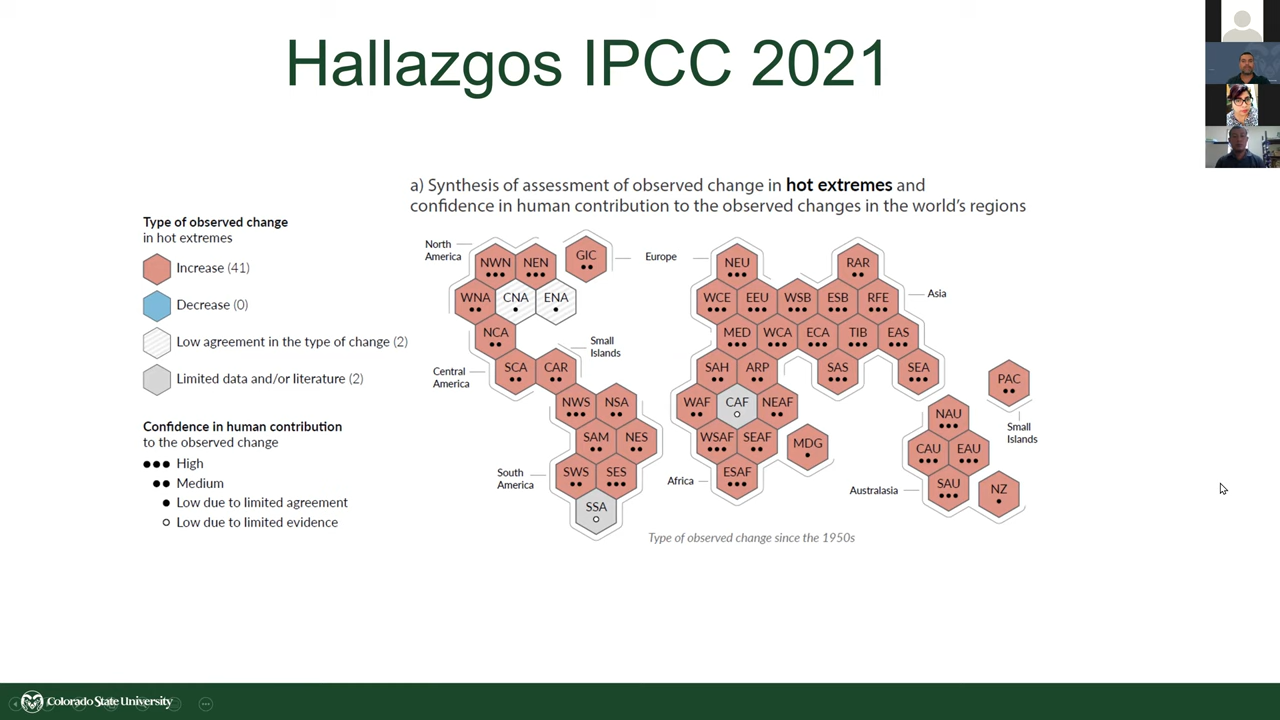 Hallazgos IPCC 2021
a) Synthesis of assessment of observed change in hot extremes and
confidence in human contribution to the observed changes in the world's regions
Type of observed change
in hot extremes
Increase (41)
Decrease (0)
Low agreement in the type of change (2)
Limited data and/or literature (2)
Confidence in human contribution
to the observed change
High
Medium
Low due to limited agreement
Low due to limited evidence
North
America
NWN
NEN
GIC
WNA
CNA
ENA
NCA
Small
Islands
Central
America
SCA
CAR
NWS
NSA
SAM
NES
South
America
SWS
SES
SSA
Europe
NEU
RAR
Asia
WCE
EEU
WSB
ESB
RFE
MED
WCA
ECA
TIB
EAS
SAH
ARP
SAS
SEA
WAF
CAF
NEAF
WSAF
SEAF
MDG
Africa
ESAF
PAC
Small
Islands
NAU
CAU
EAU
Australasia
SAU
NZ
Type of observed change since the 1950s
Colorado State University